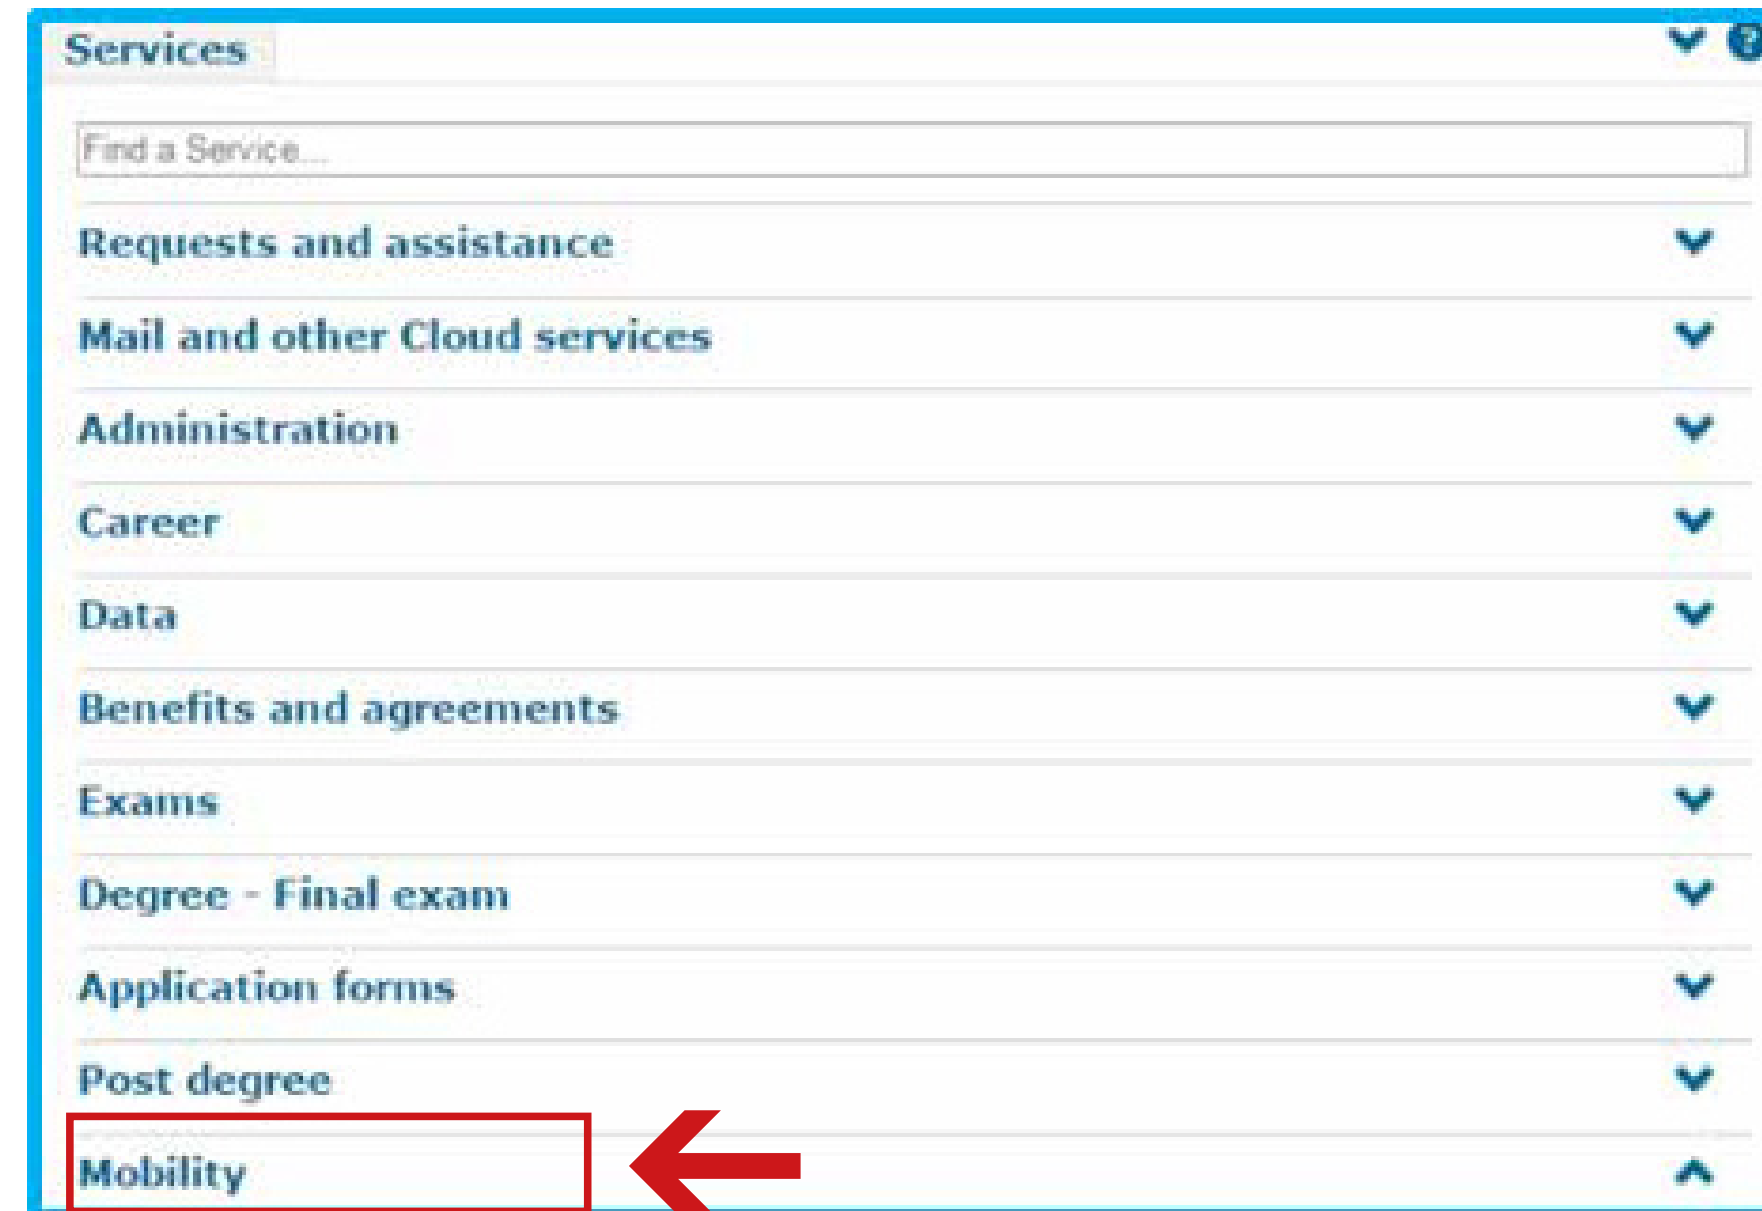 Services
?
Find a Service...
Requests and assistance
Mail and other Cloud services
Administration
Career
Data
Benefits and agreements
Exams
Degree - Final exam
Application forms
Post degree
Mobility